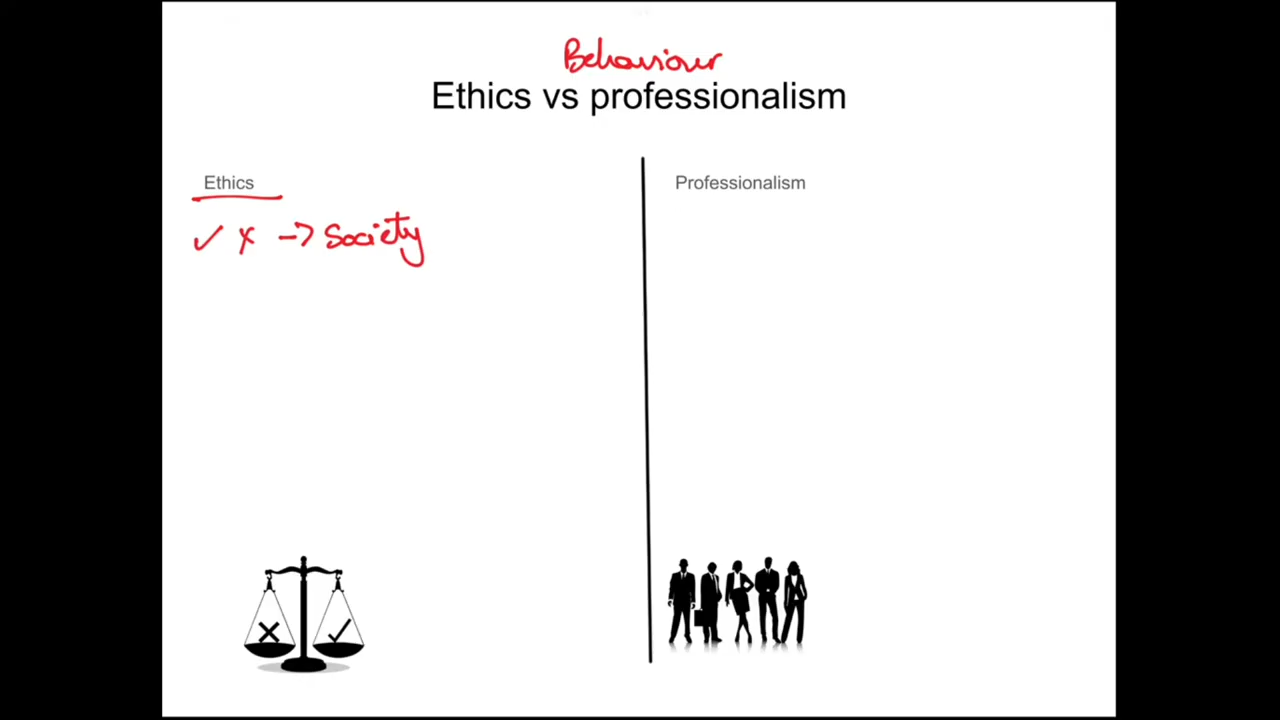 Behaviour
Ethics vs professionalism
Ethics
✓ x -> Society
Professionalism